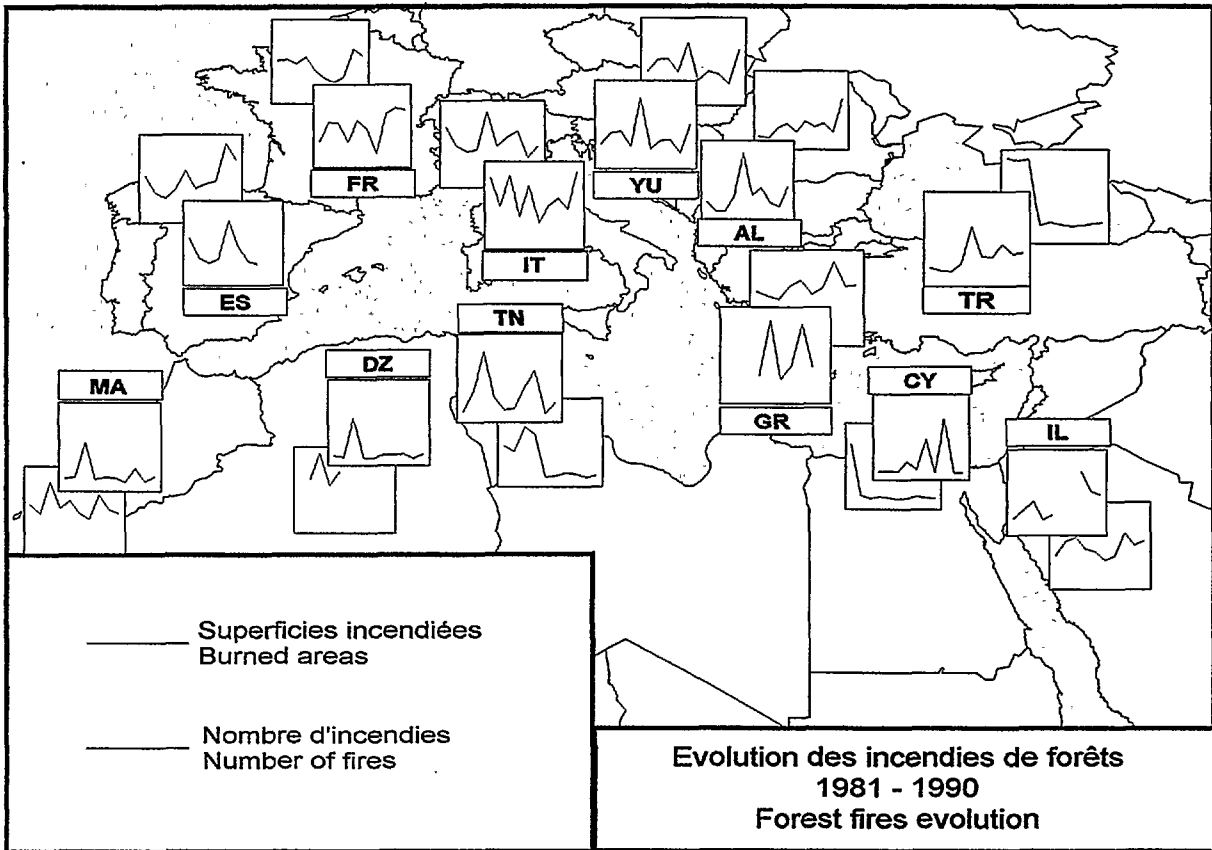 FR
YU
AL
IT
ES
TR
TN
DZ
MA
CY
GR
IL
Superficies incendiées
Burned areas
Nombre d'incendies
Number of fires
Evolution des incendies de forêts
1981 - 1990
Forest fires evolution